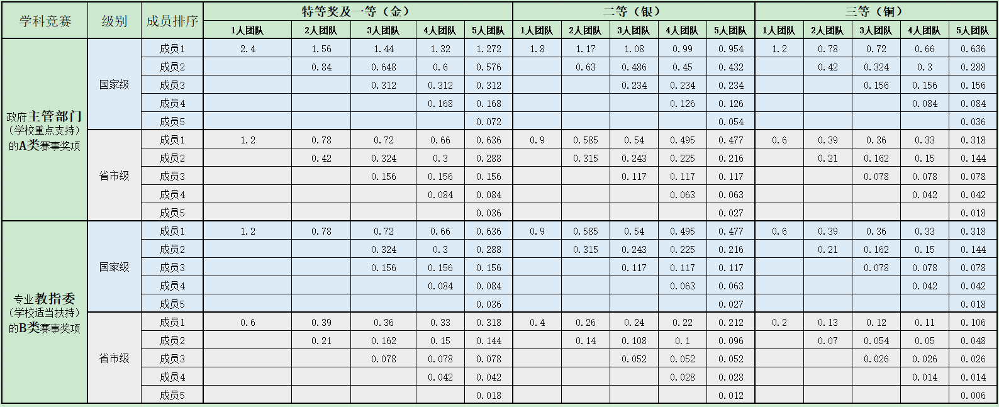 学科竞赛 级别 成员排序 特等奖及一等（金） 二等（银） 三等（铜）
1人团队 2人团队 3人团队 4人团队 5人团队 1人团队 2人团队 3人团队 4人团队 5人团队 1人团队 2人团队 3人团队 4人团队 5人团队
政府主管部门
（学校重点支持）
的A类赛事奖项
国家级
成员1 2.4 1.56 1.44 1.32 1.272 1.8 1.17 1.08 0.99 0.954 1.2 0.78 0.72 0.66 0.636
成员2 0.84 0.648 0.6 0.576 0.63 0.486 0.45 0.432 0.42 0.324 0.3 0.288
成员3 0.312 0.312 0.312 0.234 0.234 0.234 0.156 0.156 0.156
成员4 0.168 0.168 0.126 0.126 0.084 0.084
成员5 0.072 0.054 0.036
省市级
成员1 1.2 0.78 0.72 0.66 0.636 0.9 0.585 0.54 0.495 0.477 0.6 0.39 0.36 0.33 0.318
成员2 0.42 0.324 0.3 0.288 0.315 0.243 0.225 0.216 0.21 0.162 0.15 0.144
成员3 0.156 0.156 0.156 0.117 0.117 0.117 0.078 0.078 0.078
成员4 0.084 0.084 0.063 0.063 0.042 0.042
成员5 0.036 0.027 0.018
专业教指委
（学校适当扶持）
的B类赛事奖项
国家级
成员1 1.2 0.78 0.72 0.66 0.636 0.9 0.585 0.54 0.495 0.477 0.6 0.39 0.36 0.33 0.318
成员2 0.324 0.3 0.288 0.315 0.243 0.225 0.216 0.21 0.162 0.15 0.144
成员3 0.156 0.156 0.156 0.117 0.117 0.117 0.078 0.078 0.078
成员4 0.084 0.084 0.063 0.063 0.042 0.042
成员5 0.036 0.027 0.018
省市级
成员1 0.6 0.39 0.36 0.33 0.318 0.4 0.26 0.24 0.22 0.212 0.2 0.13 0.12 0.11 0.106
成员2 0.21 0.162 0.15 0.144 0.14 0.108 0.1 0.096 0.07 0.054 0.05 0.048
成员3 0.078 0.078 0.078 0.052 0.052 0.052 0.026 0.026 0.026
成员4 0.042 0.042 0.028 0.028 0.014 0.014
成员5 0.018 0.012 0.006